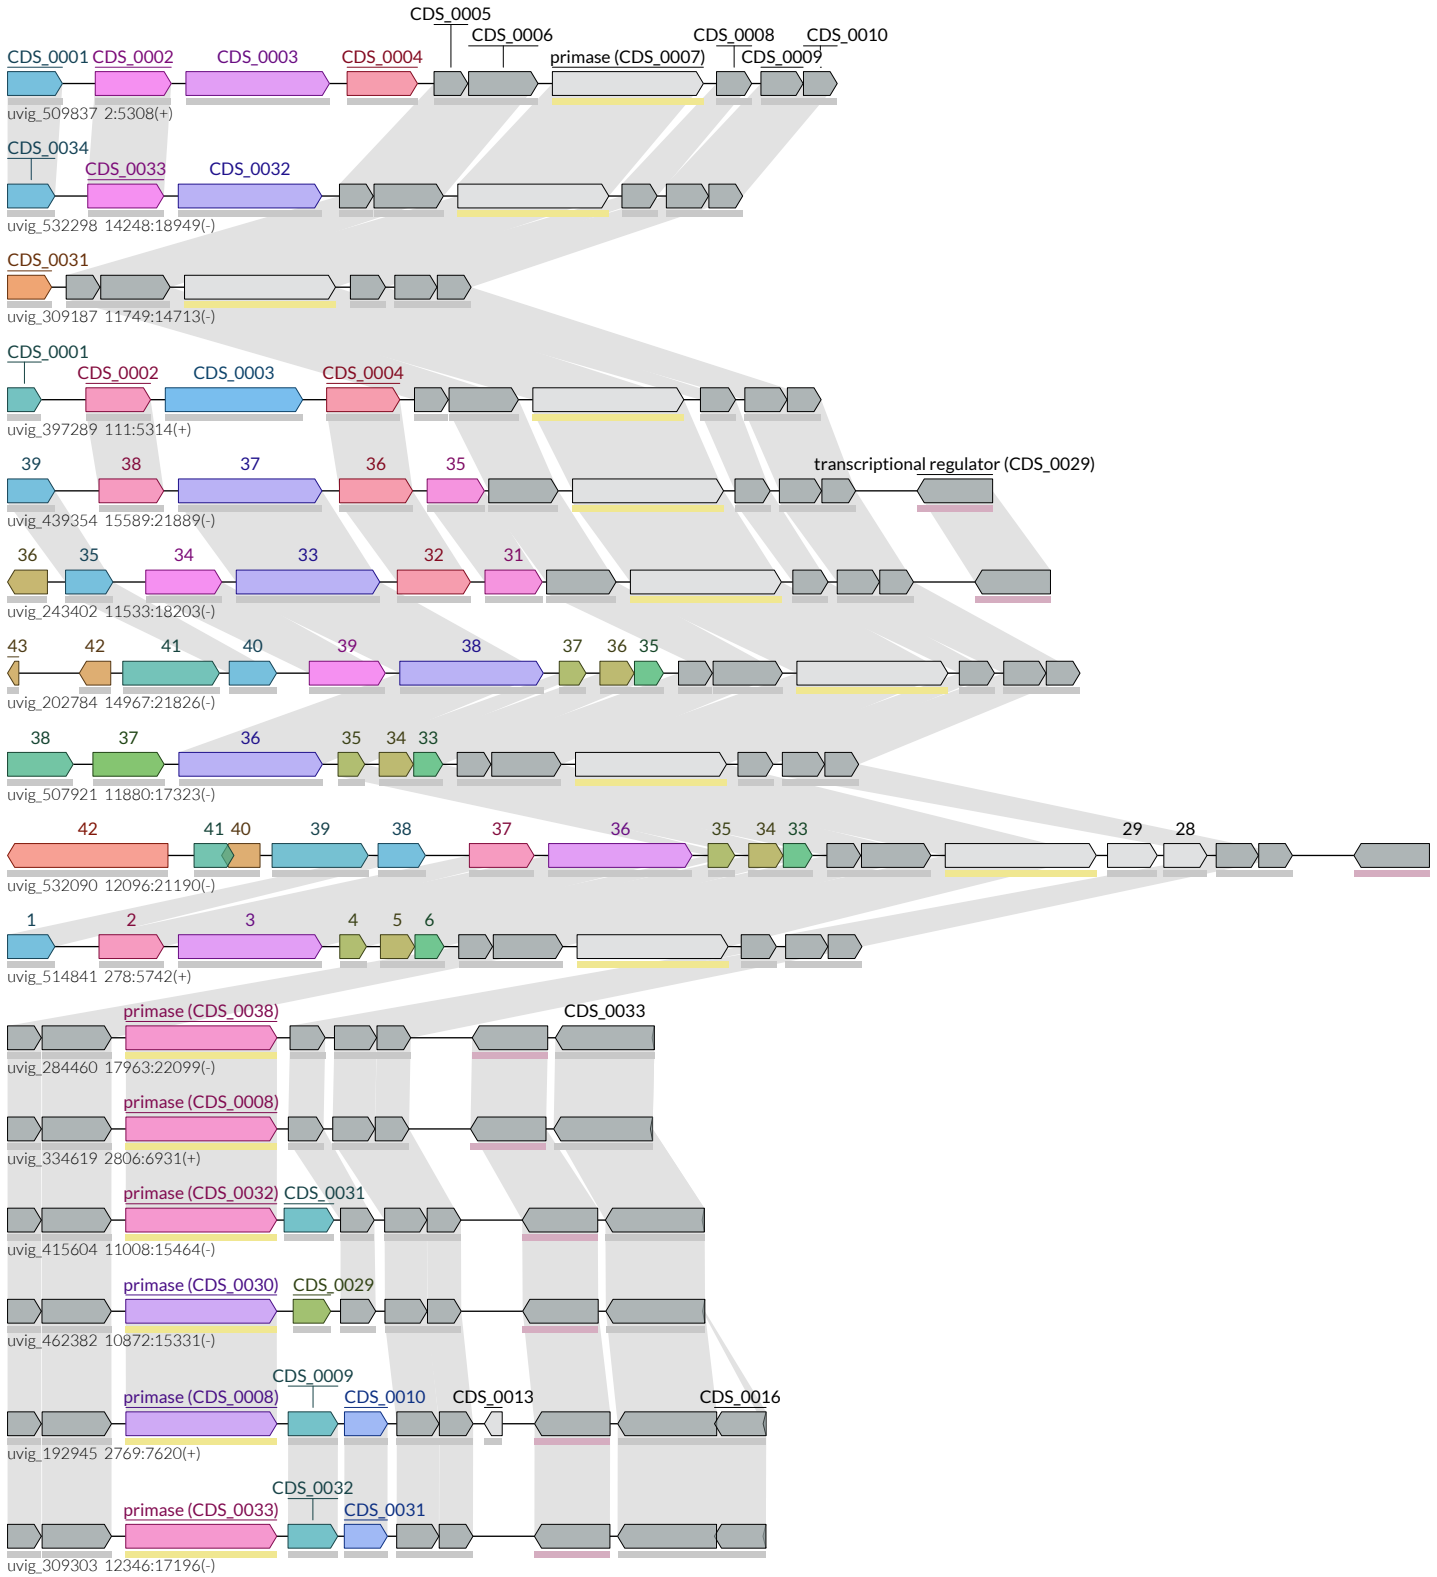 CDS_0005
CDS_0006 CDS_0008 CDS_0010
CDS_0001 CDS_0002 CDS_0003 CDS_0004 primase (CDS_0007) CDS_0009
uvig_509837 2:5308(+)
CDS_0034
CDS_0033 CDS_0032
uvig_532298 14248:18949(-)
CDS_0031
uvig_309187 11749:14713(-)
CDS_0001
CDS_0002 CDS_0003 CDS_0004
uvig_397289 111:5314(+)
39 38 37 36 35 transcriptional regulator (CDS_0029)
uvig_439354 15589:21889(-)
36 35 34 33 32 31
uvig_243402 11533:18203(-)
43 42 41 40 39 38 37 36 35
uvig_202784 14967:21826(-)
38 37 36 35 34 33
uvig_507921 11880:17323(-)
42 41 40 39 38 37 36 35 34 33 29 28
uvig_532090 12096:21190(-)
1 2 3 4 5 6
uvig_514841 278:5742(+)
primase (CDS_0038) CDS_0033
uvig_284460 17963:22099(-)
primase (CDS_0008)
uvig_334619 2806:6931(+)
primase (CDS_0032) CDS_0031
uvig_415604 11008:15464(-)
primase (CDS_0030) CDS_0029
uvig_462382 10872:15331(-)
CDS_0009
primase (CDS_0008) CDS_0010 CDS_0013 CDS_0016
uvig_192945 2769:7620(+)
CDS_0032
primase (CDS_0033) CDS_0031
uvig_309303 12346:17196(-)